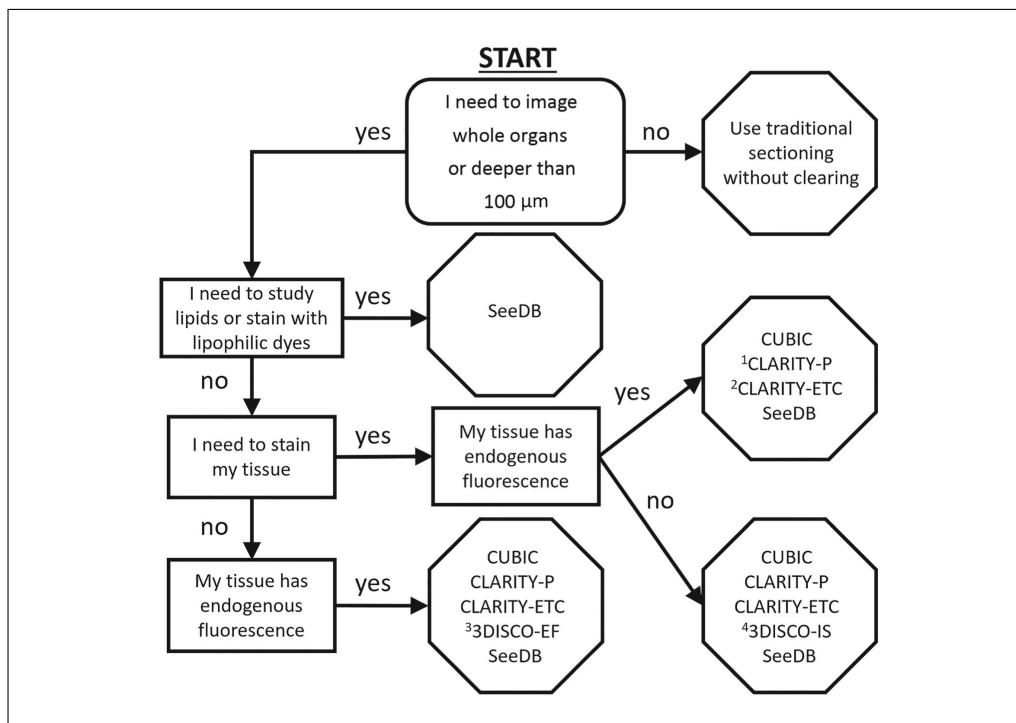 START
I need to image
whole organs
or deeper than
100 µm
yes
no
Use traditional
sectioning
without clearing
I need to study
lipids or stain with
lipophilic dyes
yes
SeeDB
no
I need to stain
my tissue
yes
My tissue has
endogenous
fluorescence
yes
CUBIC
¹CLARITY-P
²CLARITY-ETC
SeeDB
no
no
My tissue has
endogenous
fluorescence
yes
CUBIC
CLARITY-P
CLARITY-ETC
³3DISCO-EF
SeeDB
CUBIC
CLARITY-P
CLARITY-ETC
⁴3DISCO-IS
SeeDB